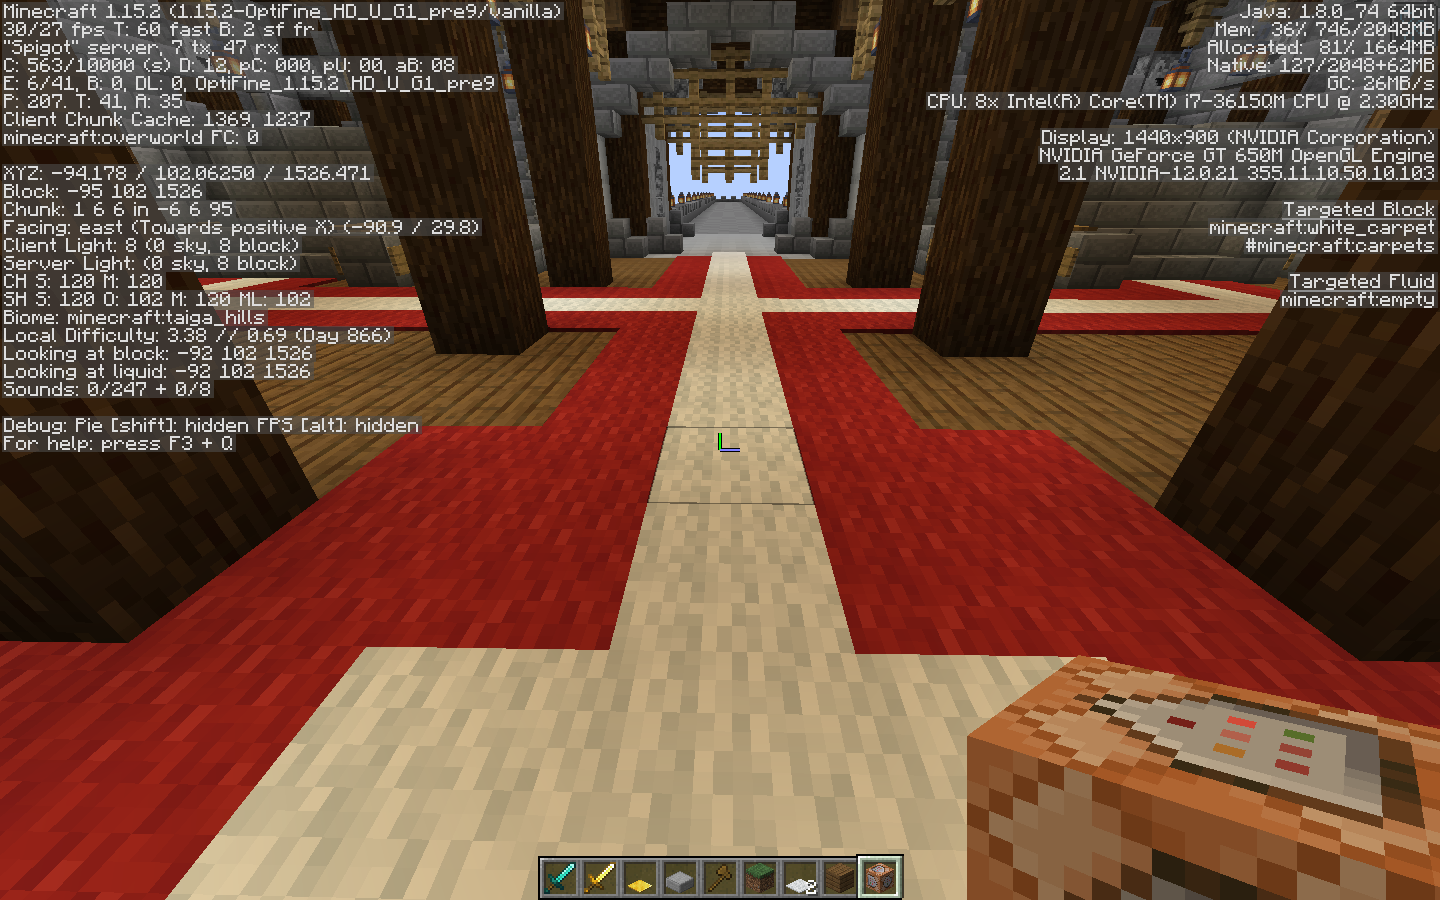 Minecraft 1.15.2 (1.15.2-OptiFine_HD_U_G1_pre9/vanilla)
30/27 fps T: 60 fast B: 2 sf fr
"Spigot" server, 7 tx, 47 rx
C: 563/10000 (s) D: 12, pC: 000, pU: 00, aB: 08
E: 6/41, B: 0, DL: 0, OptiFine_1.15.2_HD_U_G1_pre9
P: 207. T: 41, A: 35
Client Chunk Cache: 1369, 1237
minecraft:overworld FC: 0
XYZ: -94.178 / 102.06250 / 1526.471
Block: -95 102 1526
Chunk: 1 6 6 in -6 6 95
Facing: east (Towards positive X) (-90.9 / 29.8)
Client Light: 8 (0 sky, 8 block)
Server Light: (0 sky, 8 block)
CH S: 120 M: 120
SH S: 120 O: 102 M: 120 ML: 102
Biome: minecraft:taiga_hills
Local Difficulty: 3.38 // 0.69 (Day 866)
Looking at block: -92 102 1526
Looking at liquid: -92 102 1526
Sounds: 0/247 + 0/8
Debug: Pie [shift]: hidden FPS [alt]: hidden
For help: press F3 + Q
Java: 1.8.0_74 64bit
Mem: 36% 746/2048MB
Allocated: 81% 1664MB
Native: 127/2048+62MB
GC: 26MB/s
CPU: 8x Intel(R) Core(TM) i7-3615QM CPU @ 2.30GHz
Display: 1440x900 (NVIDIA Corporation)
NVIDIA GeForce GT 650M OpenGL Engine
2.1 NVIDIA-12.0.21 355.11.10.50.10.103
Targeted Block
minecraft:white_carpet
#minecraft:carpets
Targeted Fluid
minecraft:empty
2